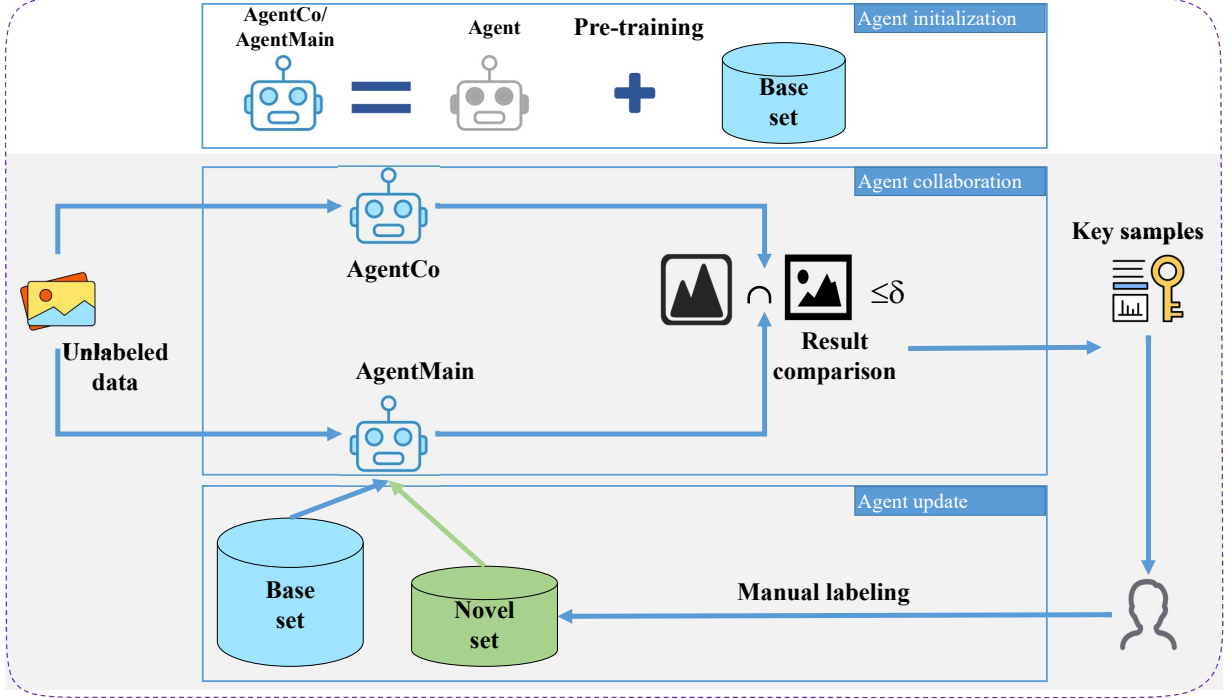 AgentCo/
AgentMain
Agent
Pre-training
Agent initialization
Base
set
Agent collaboration
AgentCo
Key samples
∩
≤δ
Unlabeled
data
AgentMain
Result
comparison
Agent update
Base
set
Novel
set
Manual labeling